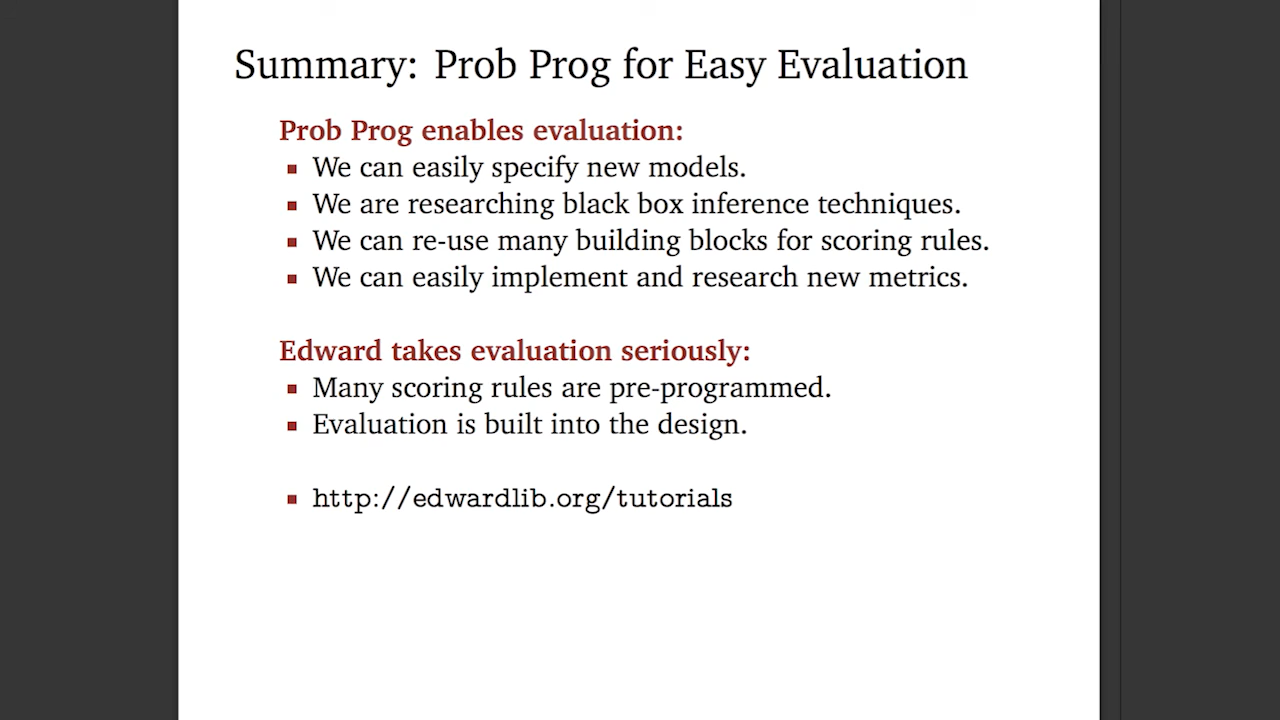 Summary: Prob Prog for Easy Evaluation
Prob Prog enables evaluation:
We can easily specify new models.
We are researching black box inference techniques.
We can re-use many building blocks for scoring rules.
We can easily implement and research new metrics.
Edward takes evaluation seriously:
Many scoring rules are pre-programmed.
Evaluation is built into the design.
http://edwardlib.org/tutorials